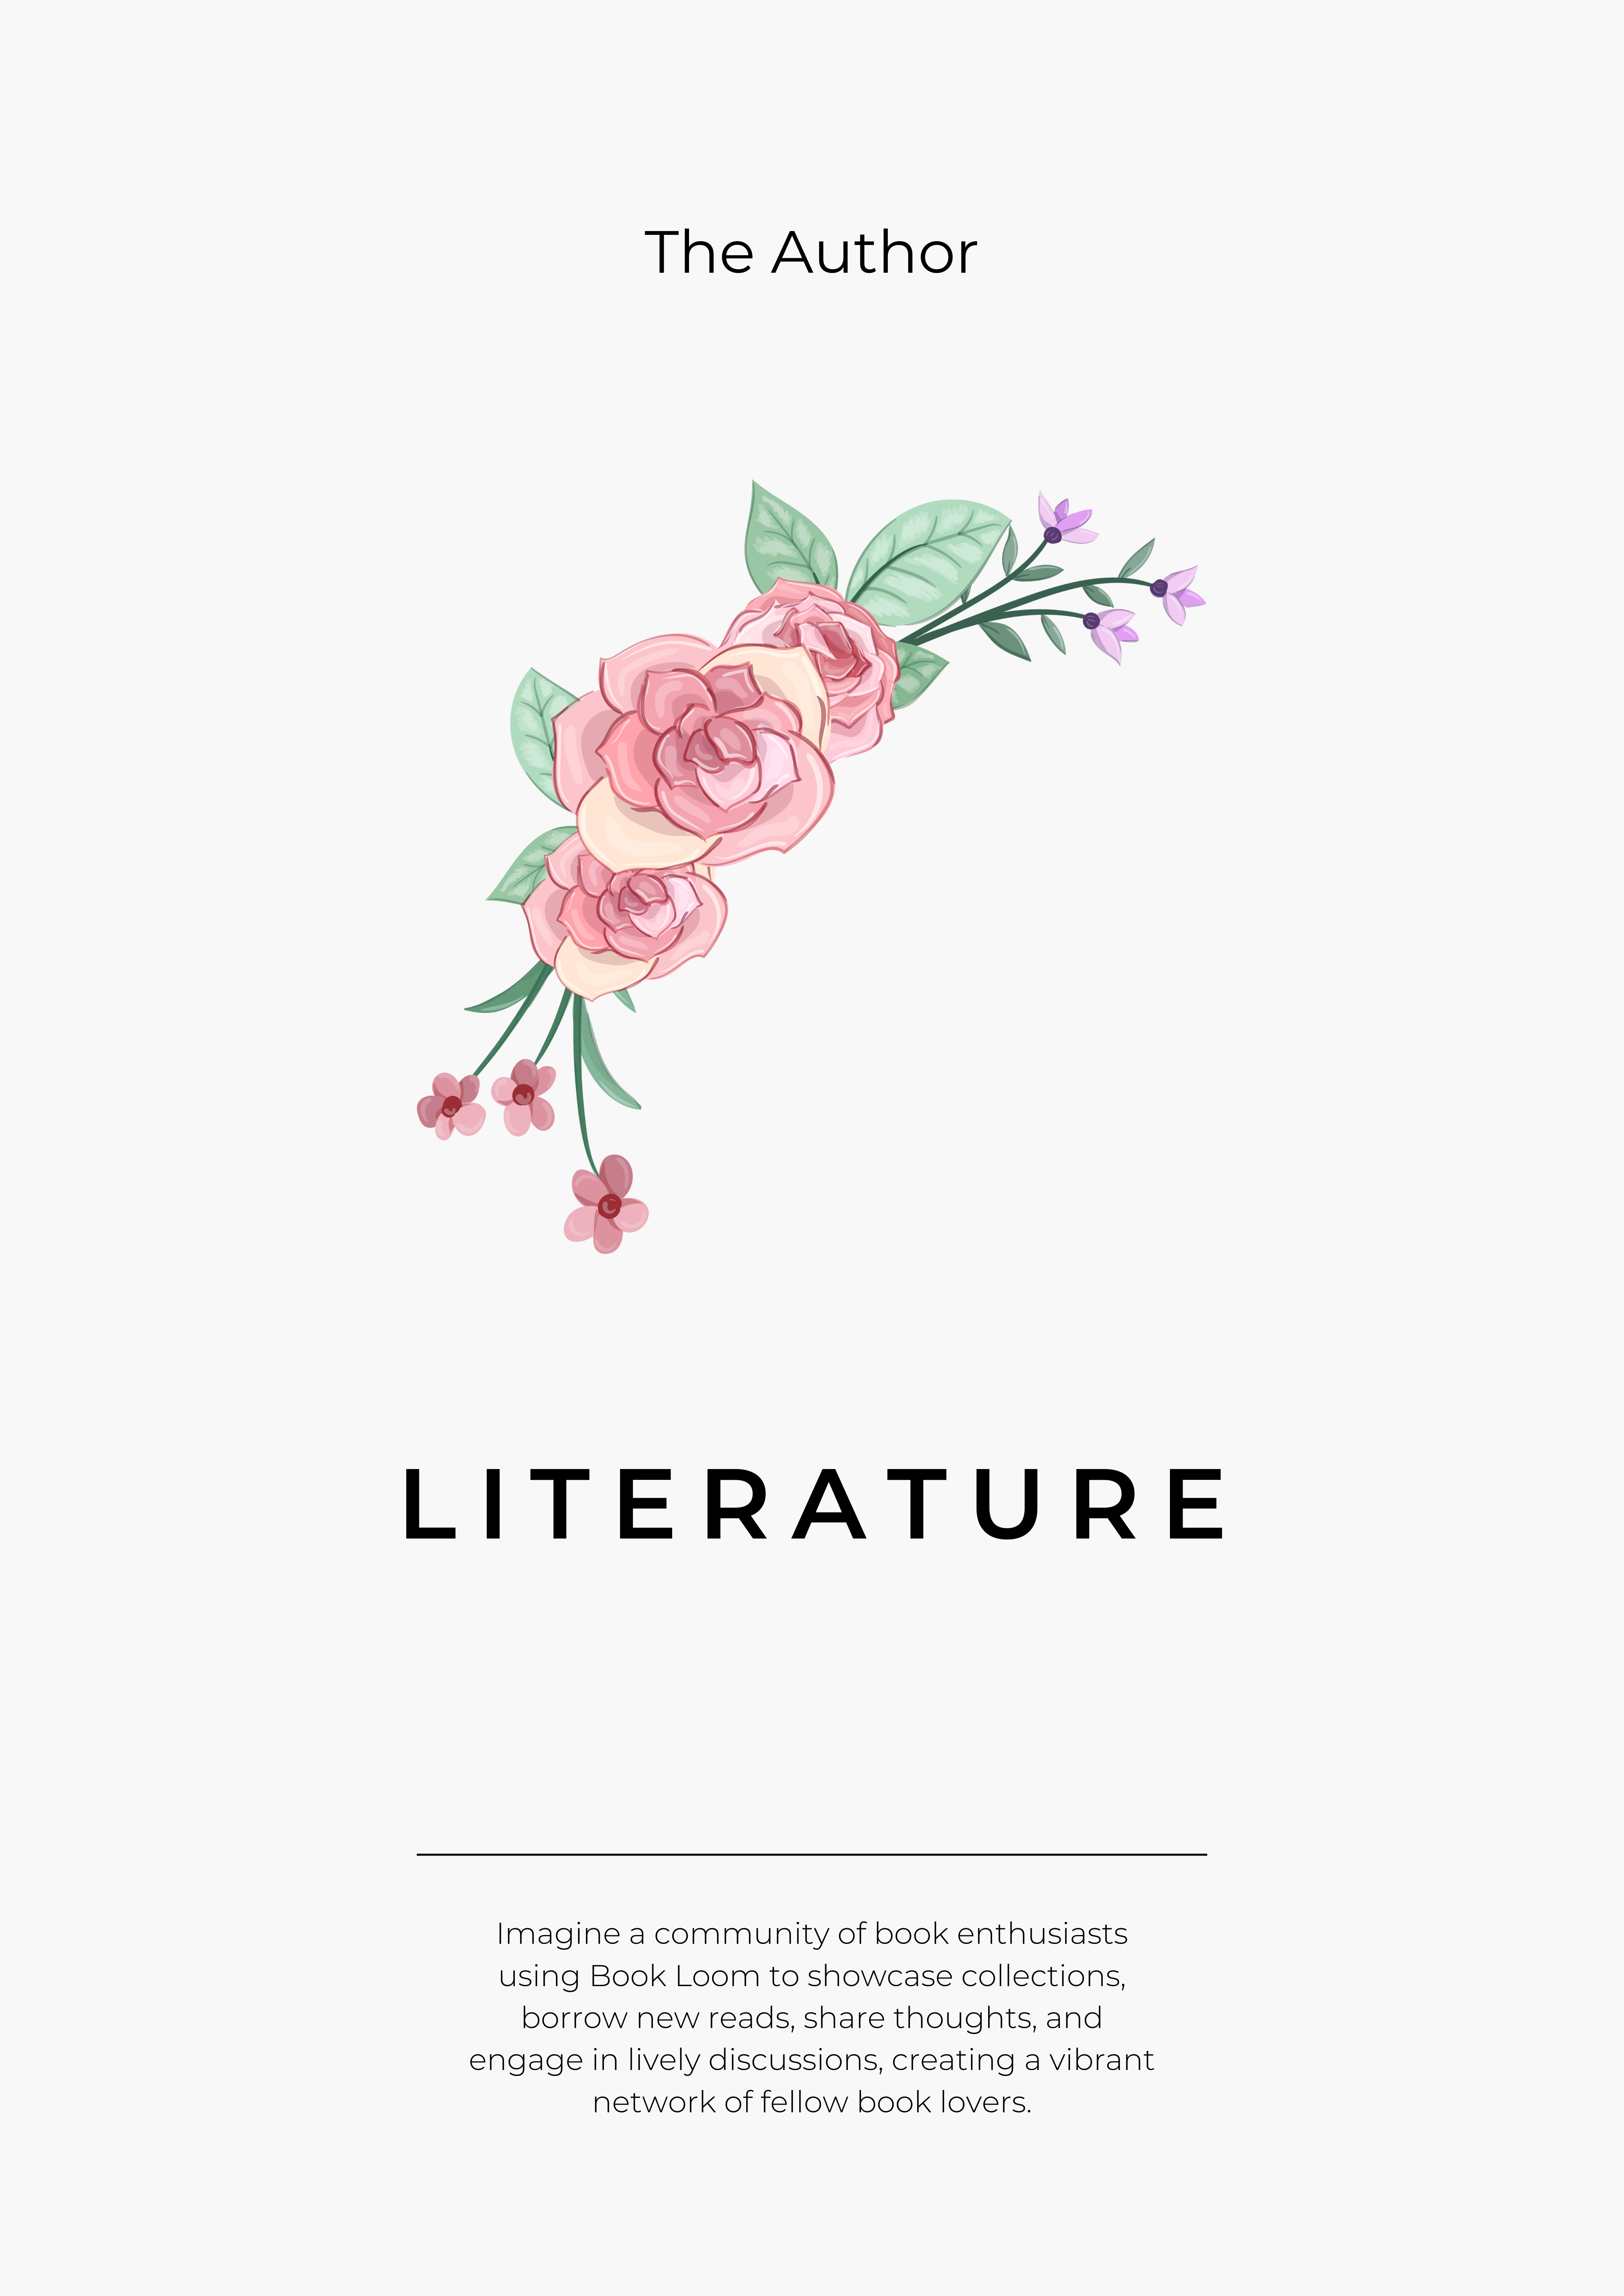 The Author
LITERATURE
Imagine a community of book enthusiasts
using Book Loom to showcase collections,
borrow new reads, share thoughts, and
engage in lively discussions, creating a vibrant
network of fellow book lovers.